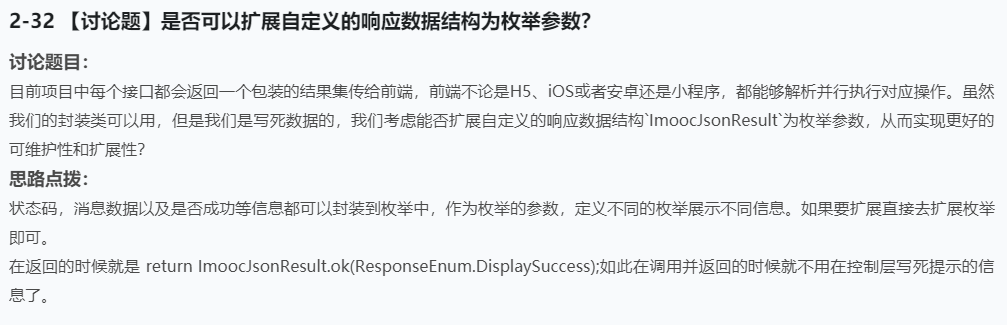 2-32 【讨论题】是否可以扩展自定义的响应数据结构为枚举参数?
讨论题目：
目前项目中每个接口都会返回一个包装的结果集传给前端，前端不论是H5、iOS或者安卓还是小程序，都能够解析并行执行对应操作。虽然
我们的封装类可以用，但是我们是写死数据的，我们考虑能否扩展自定义的响应数据结构`ImoocJsonResult`为枚举参数，从而实现更好的
可维护性和扩展性?
思路点拨：
状态码，消息数据以及是否成功等信息都可以封装到枚举中，作为枚举的参数，定义不同的枚举展示不同信息。如果要扩展直接去扩展枚举
即可。
在返回的时候就是 return ImoocJsonResult.ok(ResponseEnum.DisplaySuccess);如此在调用并返回的时候就不用在控制层写死提示的信
息了。